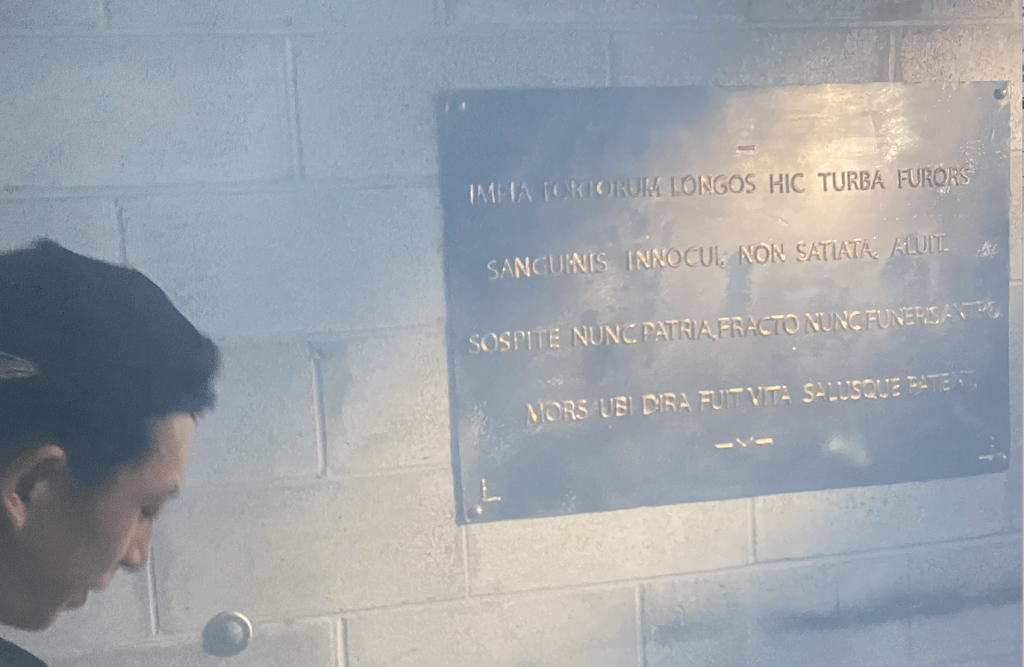 IMPIA TORTORUM LONGOS HIC TURBA FURORS
SANGUINIS INNOCUI, NON SATIATA, ALUIT.
SOSPITE NUNC PATRIA, FRACTO NUNC FUNERIS ANTRO,
MORS UBI DIRA FUIT VITA SALUSQUE PATENT.